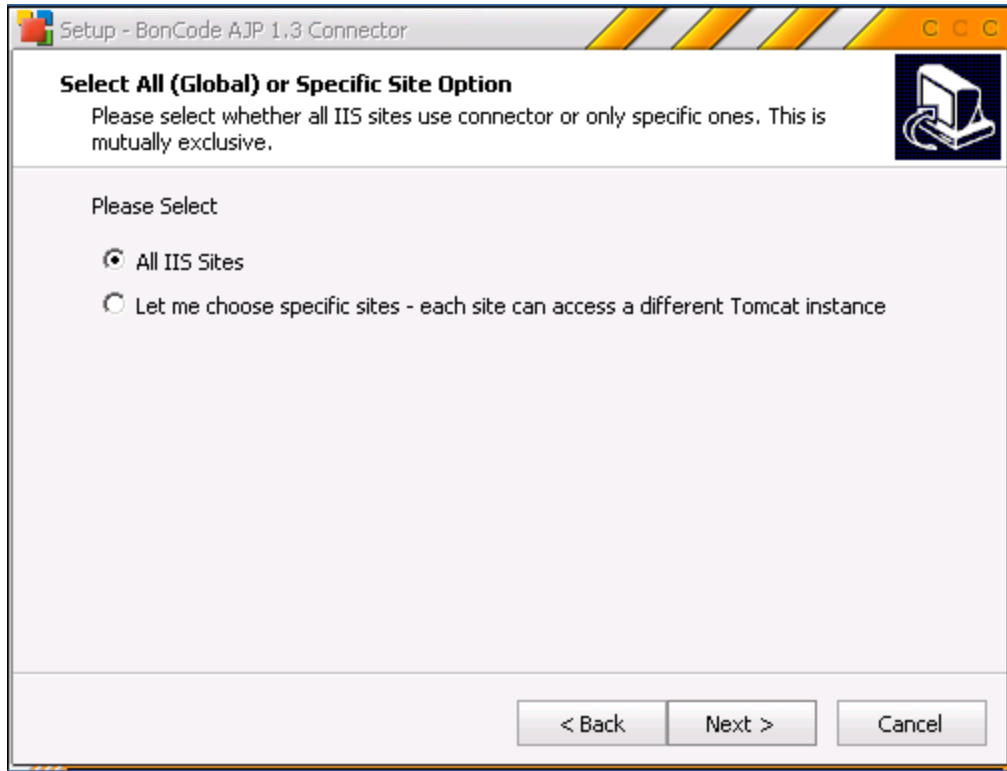 Setup - BonCode AJP 1.3 Connector
C C C
Select All (Global) or Specific Site Option
Please select whether all IIS sites use connector or only specific ones. This is
mutually exclusive.
Please Select
All IIS Sites
Let me choose specific sites - each site can access a different Tomcat instance
< Back
Next >
Cancel